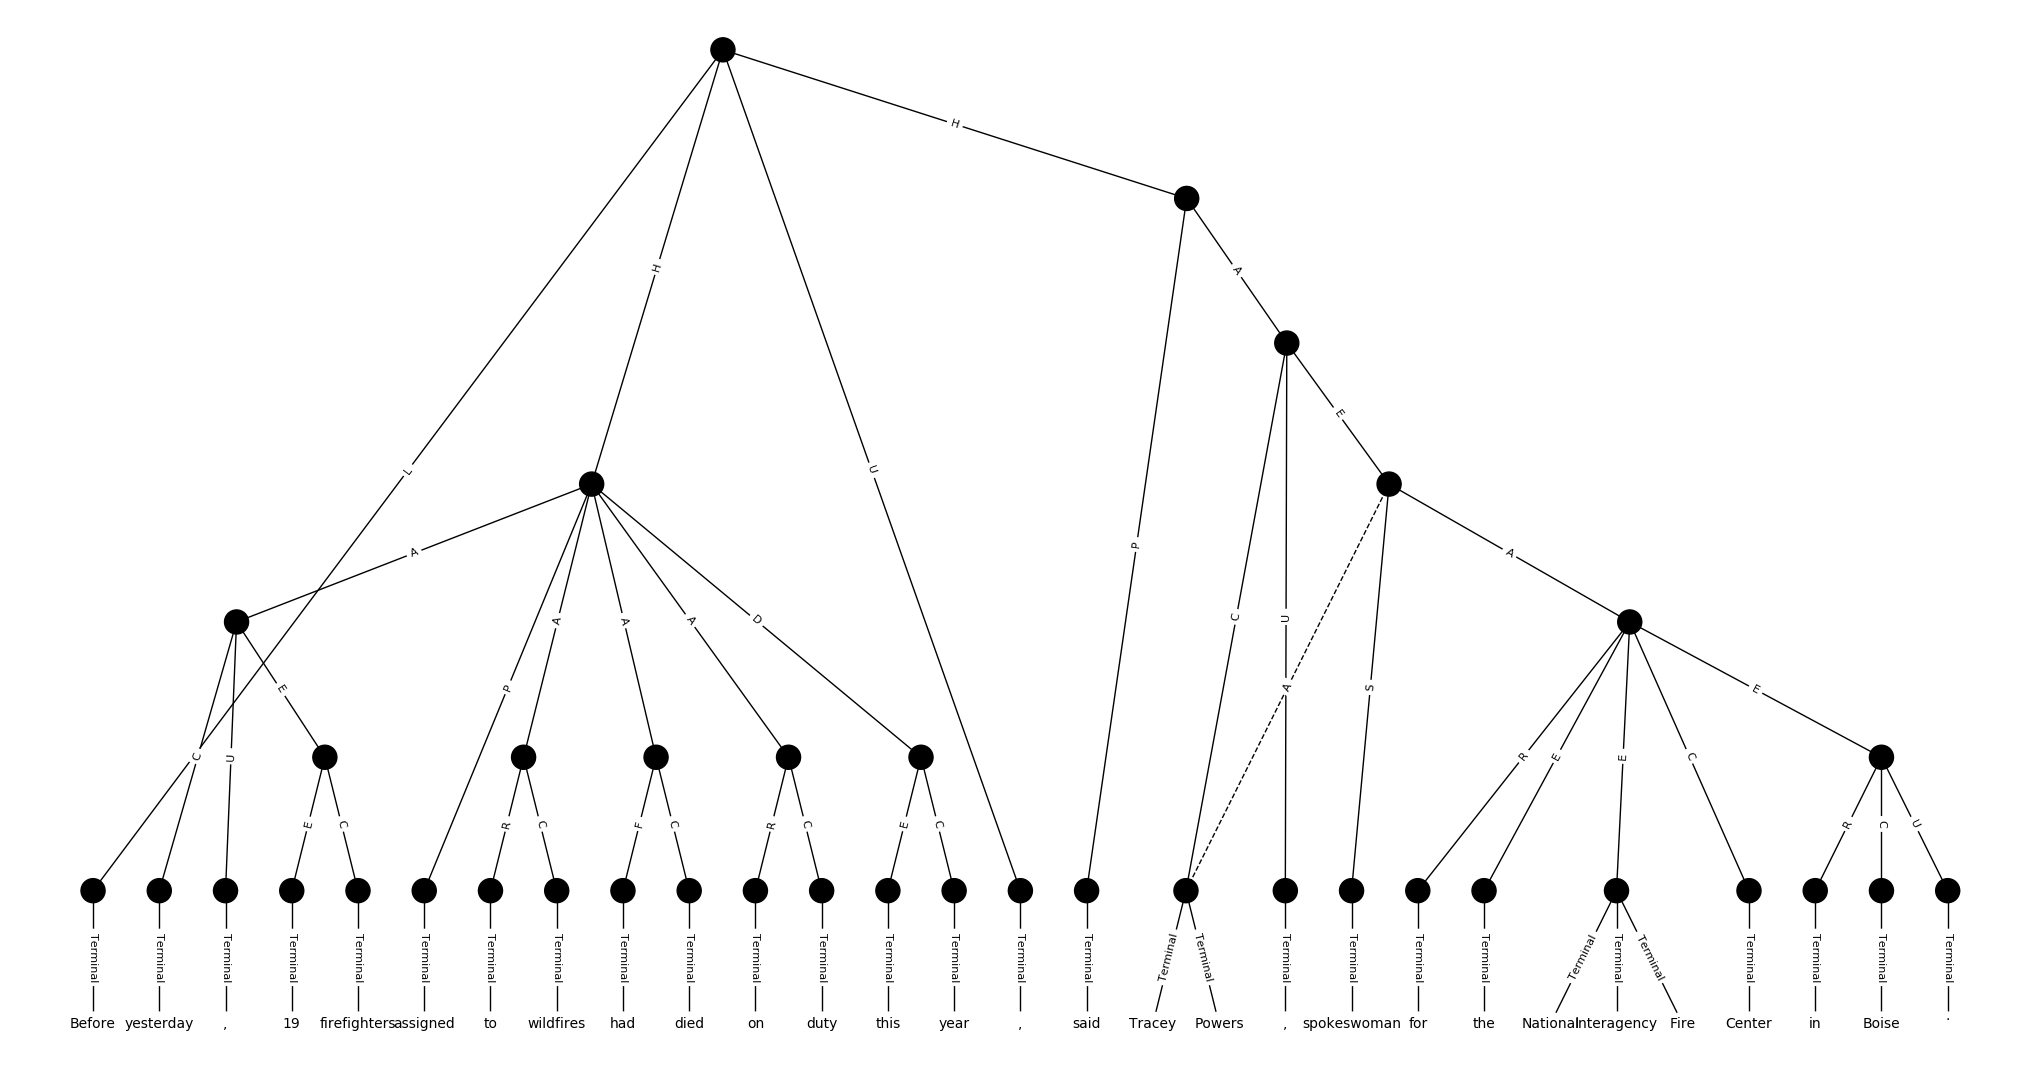 H
A
H
E
L
U
A
A
P
A
D
C
U
A
A
E
A
P
S
E
C
U
R
E
E
C
E
C
R
C
F
C
R
C
E
C
R
C
U
Terminal Terminal Terminal Terminal Terminal Terminal Terminal Terminal Terminal Terminal Terminal Terminal Terminal Terminal Terminal Terminal Terminal Terminal Terminal Terminal Terminal Terminal Terminal Terminal Terminal Terminal Terminal Terminal Terminal
Before yesterday , 19 firefighters assigned to wildfires had died on duty this year , said Tracey Powers , spokeswoman for the National Interagency Fire Center in Boise .